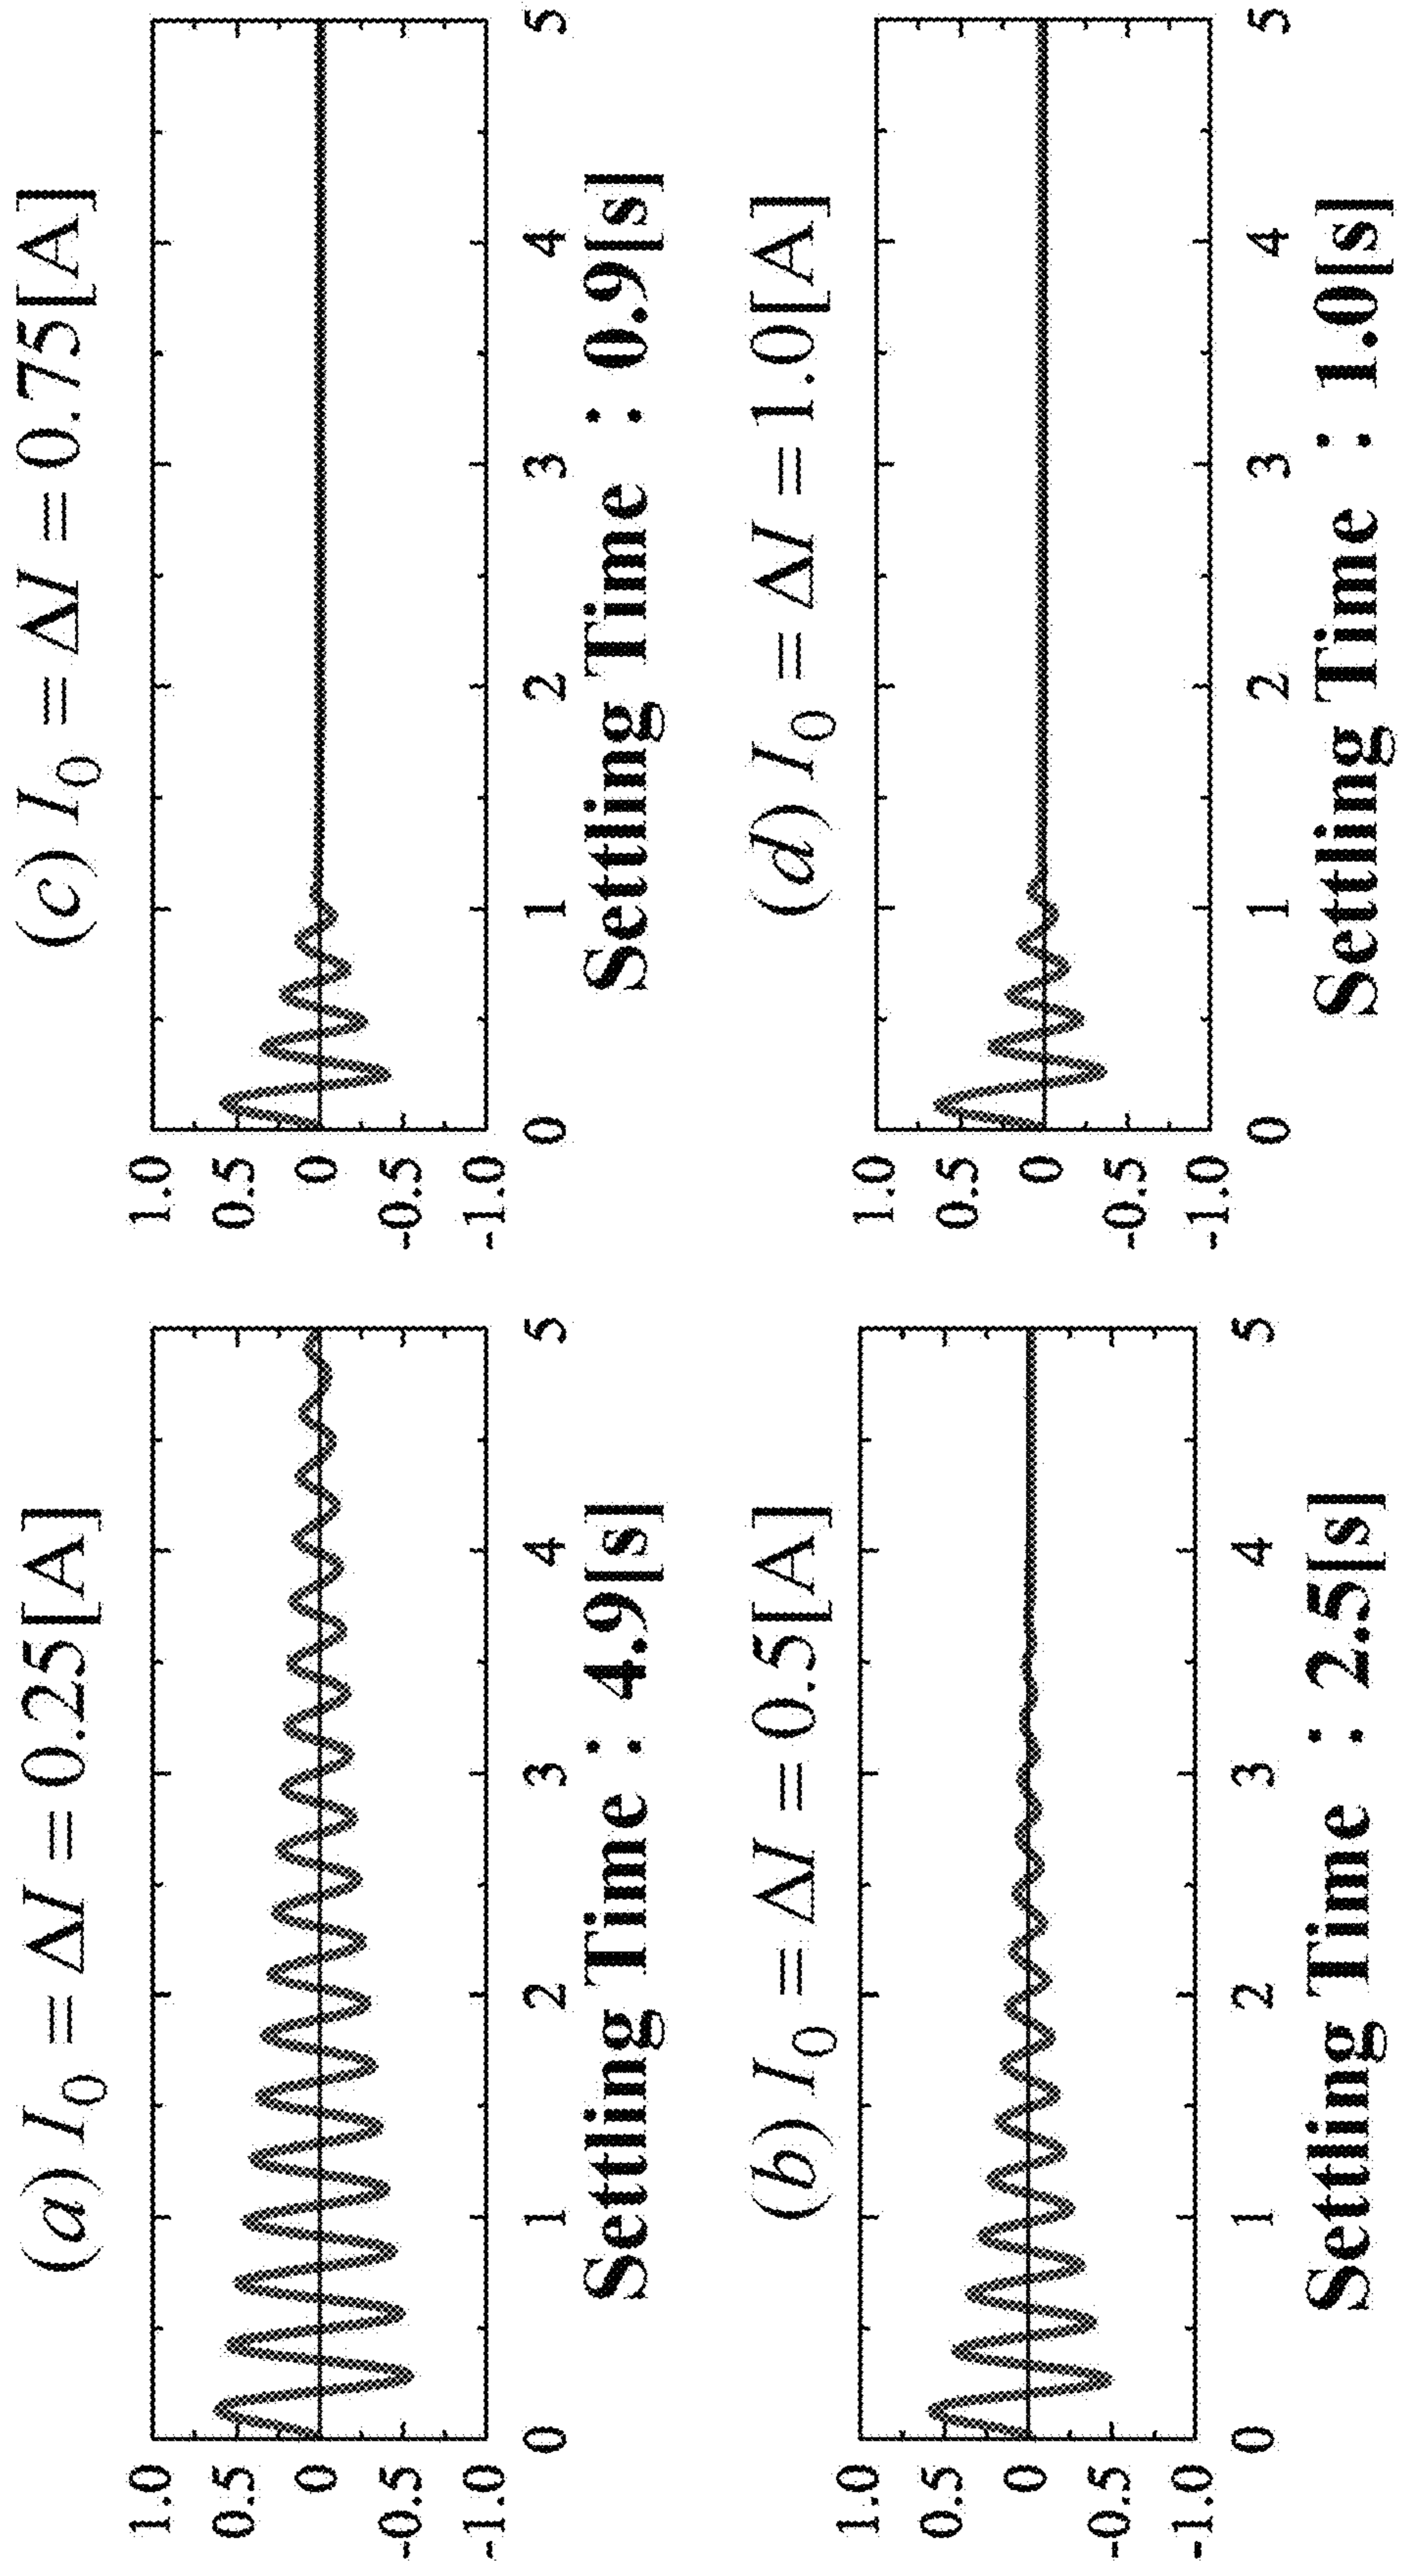 (a) I₀ = ΔI = 0.25[A]
1.0
0.5
0
-0.5
-1.0
0 1 2 3 4 5
Settling Time : 4.9[s]
(b) I₀ = ΔI = 0.5[A]
1.0
0.5
0
-0.5
-1.0
0 1 2 3 4 5
Settling Time : 2.5[s]
(c) I₀ = ΔI = 0.75[A]
1.0
0.5
0
-0.5
-1.0
0 1 2 3 4 5
Settling Time : 0.9[s]
(d) I₀ = ΔI = 1.0[A]
1.0
0.5
0
-0.5
-1.0
0 1 2 3 4 5
Settling Time : 1.0[s]